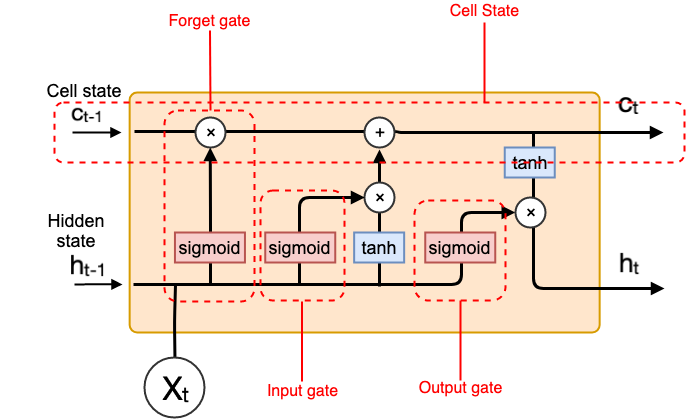 Cell State
Forget gate
Cell state
Ct-1
Ct
×
+
tanh
×
×
Hidden
state
sigmoid
sigmoid
tanh
sigmoid
ht-1
ht
Xt
Input gate
Output gate